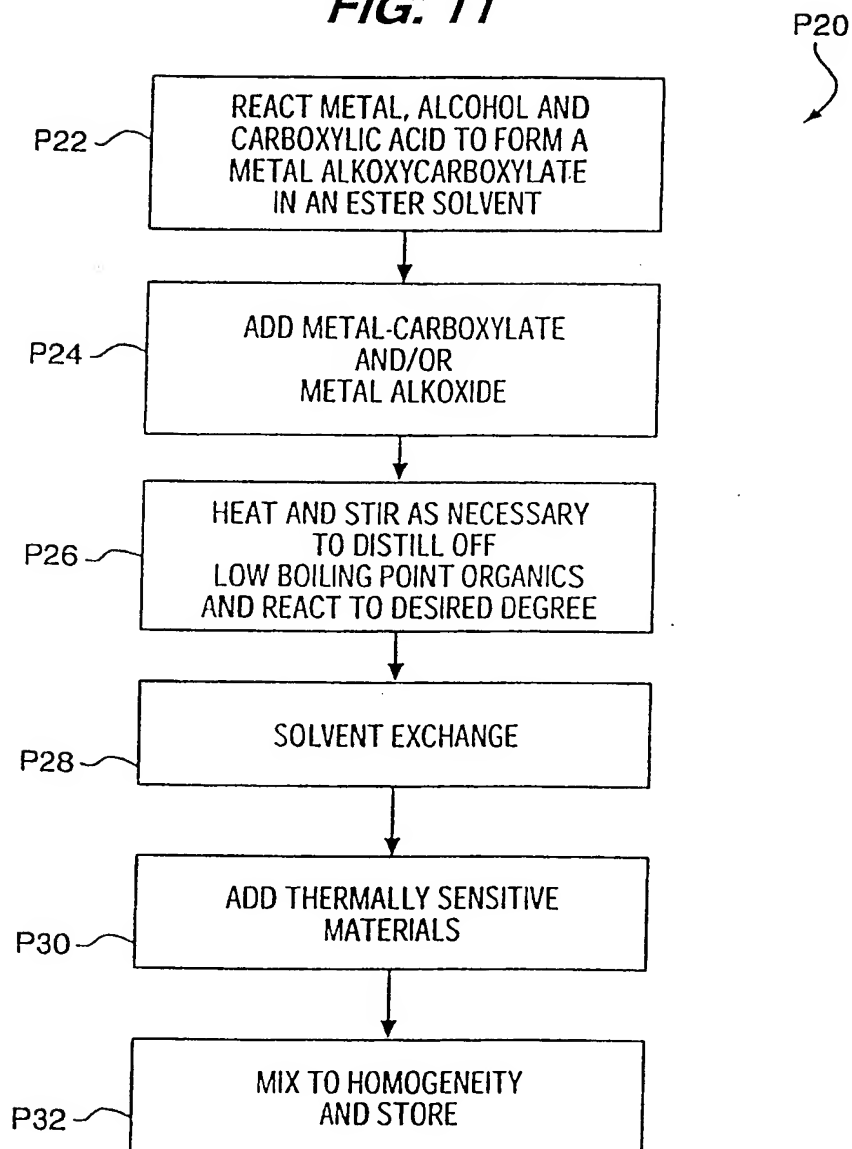 FIG. 11
P20
P22
REACT METAL, ALCOHOL AND
CARBOXYLIC ACID TO FORM A
METAL ALKOXYCARBOXYLATE
IN AN ESTER SOLVENT
P24
ADD METAL-CARBOXYLATE
AND/OR
METAL ALKOXIDE
P26
HEAT AND STIR AS NECESSARY
TO DISTILL OFF
LOW BOILING POINT ORGANICS
AND REACT TO DESIRED DEGREE
P28
SOLVENT EXCHANGE
P30
ADD THERMALLY SENSITIVE
MATERIALS
P32
MIX TO HOMOGENEITY
AND STORE